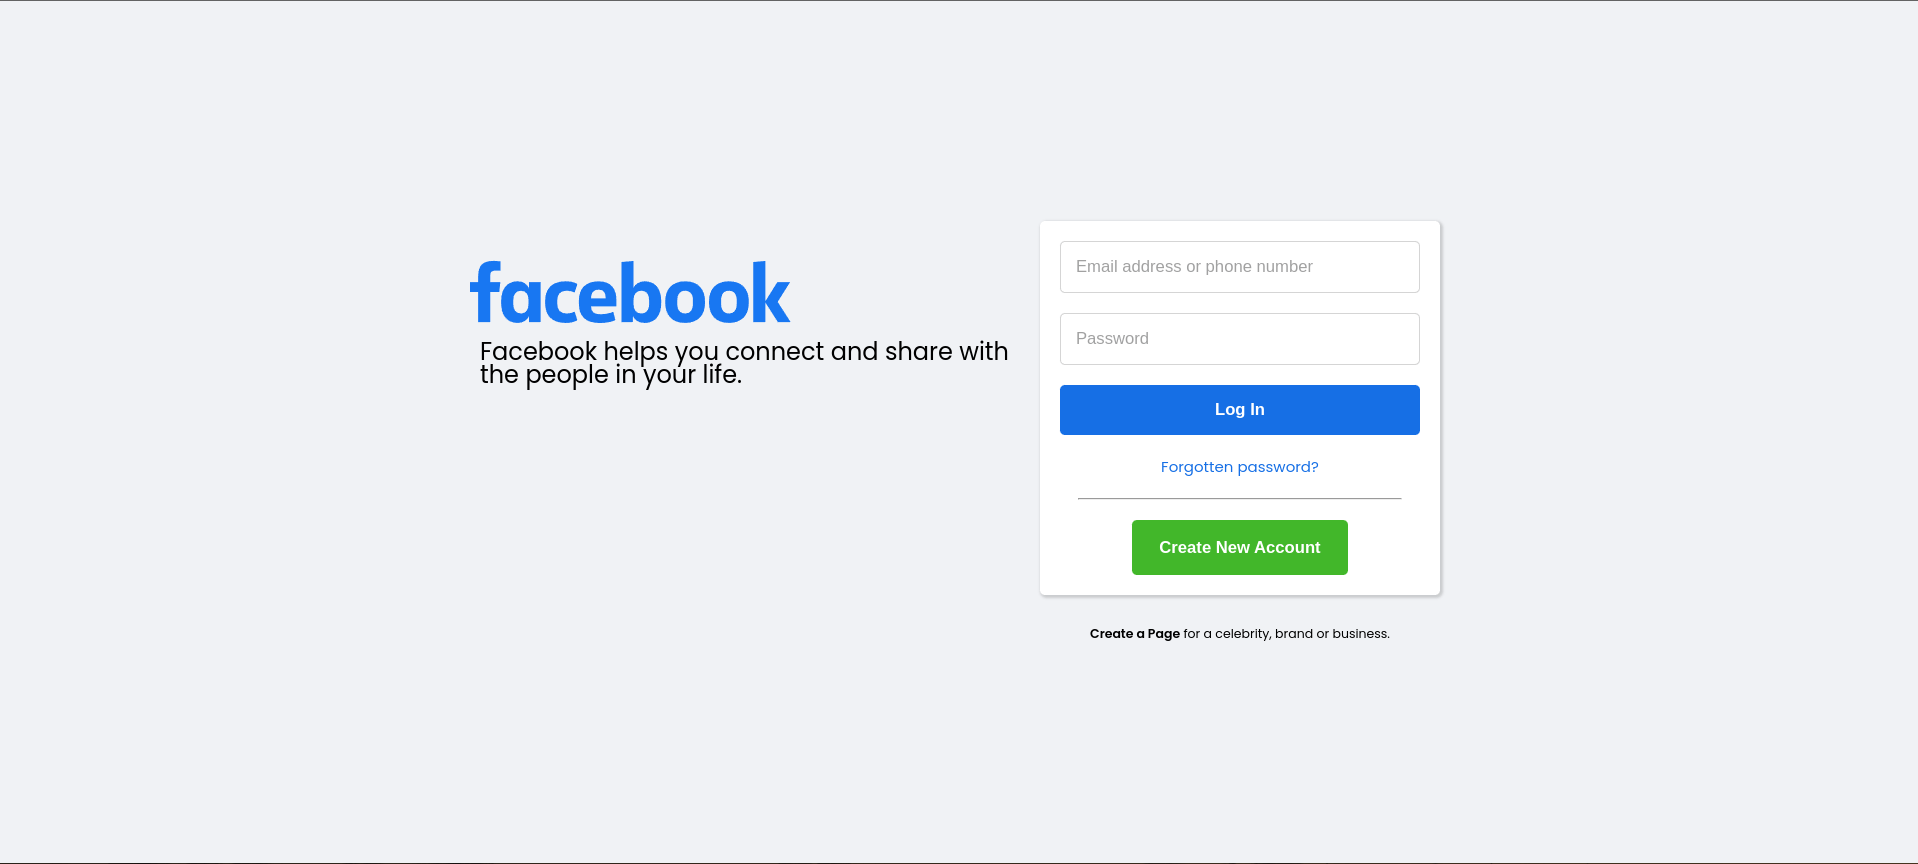 facebook
Facebook helps you connect and share with
the people in your life.
Email address or phone number
Password
Log In
Forgotten password?
Create New Account
Create a Page for a celebrity, brand or business.